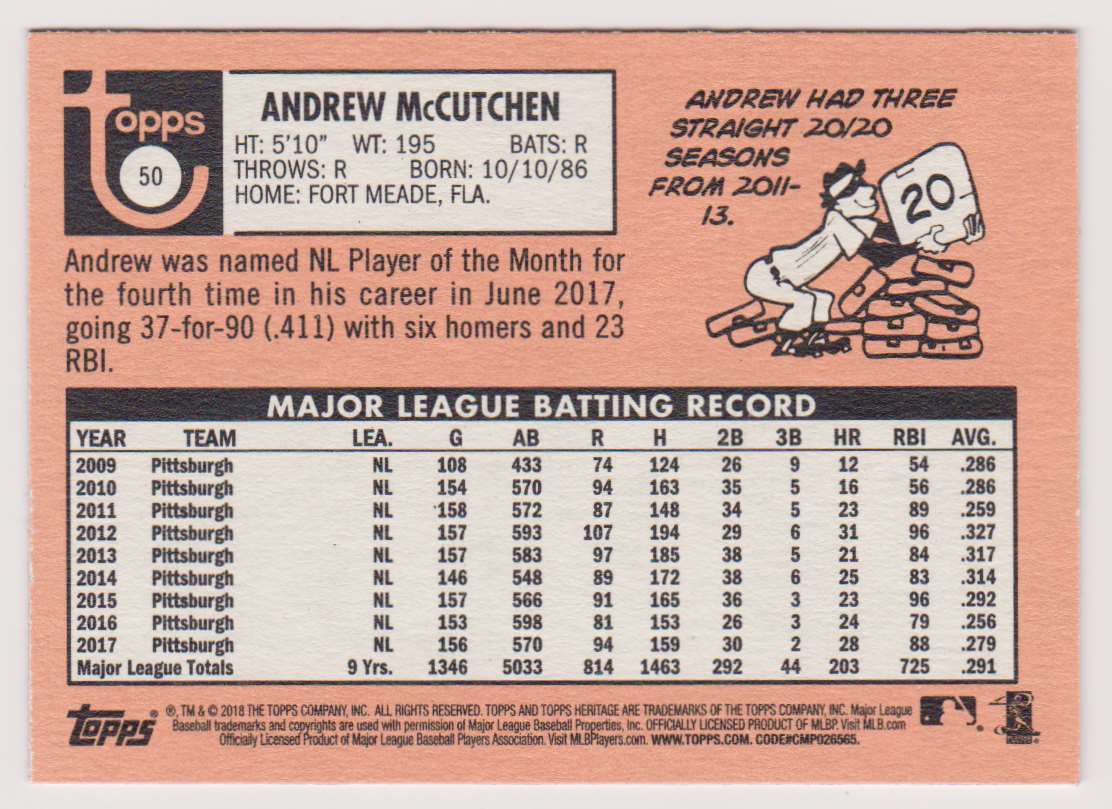 topps
50
ANDREW McCUTCHEN
HT: 5'10" WT: 195 BATS: R
THROWS: R BORN: 10/10/86
HOME: FORT MEADE, FLA.
ANDREW HAD THREE
STRAIGHT 20/20
SEASONS
FROM 2011-
13.
20
Andrew was named NL Player of the Month for
the fourth time in his career in June 2017,
going 37-for-90 (.411) with six homers and 23
RBI.
MAJOR LEAGUE BATTING RECORD
YEAR TEAM LEA. G AB R H 2B 3B HR RBI AVG.
2009 Pittsburgh NL 108 433 74 124 26 9 12 54 .286
2010 Pittsburgh NL 154 570 94 163 35 5 16 56 .286
2011 Pittsburgh NL 158 572 87 148 34 5 23 89 .259
2012 Pittsburgh NL 157 593 107 194 29 6 31 96 .327
2013 Pittsburgh NL 157 583 97 185 38 5 21 84 .317
2014 Pittsburgh NL 146 548 89 172 38 6 25 83 .314
2015 Pittsburgh NL 157 566 91 165 36 3 23 96 .292
2016 Pittsburgh NL 153 598 81 153 26 3 24 79 .256
2017 Pittsburgh NL 156 570 94 159 30 2 28 88 .279
Major League Totals 9 Yrs. 1346 5033 814 1463 292 44 203 725 .291
TOPPS®
®, TM & © 2018 THE TOPPS COMPANY, INC. ALL RIGHTS RESERVED. TOPPS AND TOPPS HERITAGE ARE TRADEMARKS OF THE TOPPS COMPANY, INC. Major League
Baseball trademarks and copyrights are used with permission of Major League Baseball Properties, Inc. OFFICIALLY LICENSED PRODUCT OF MLBP. Visit MLB.com
Officially Licensed Product of Major League Baseball Players Association. Visit MLBPlayers.com. WWW.TOPPS.COM. CODE#CMP026565.